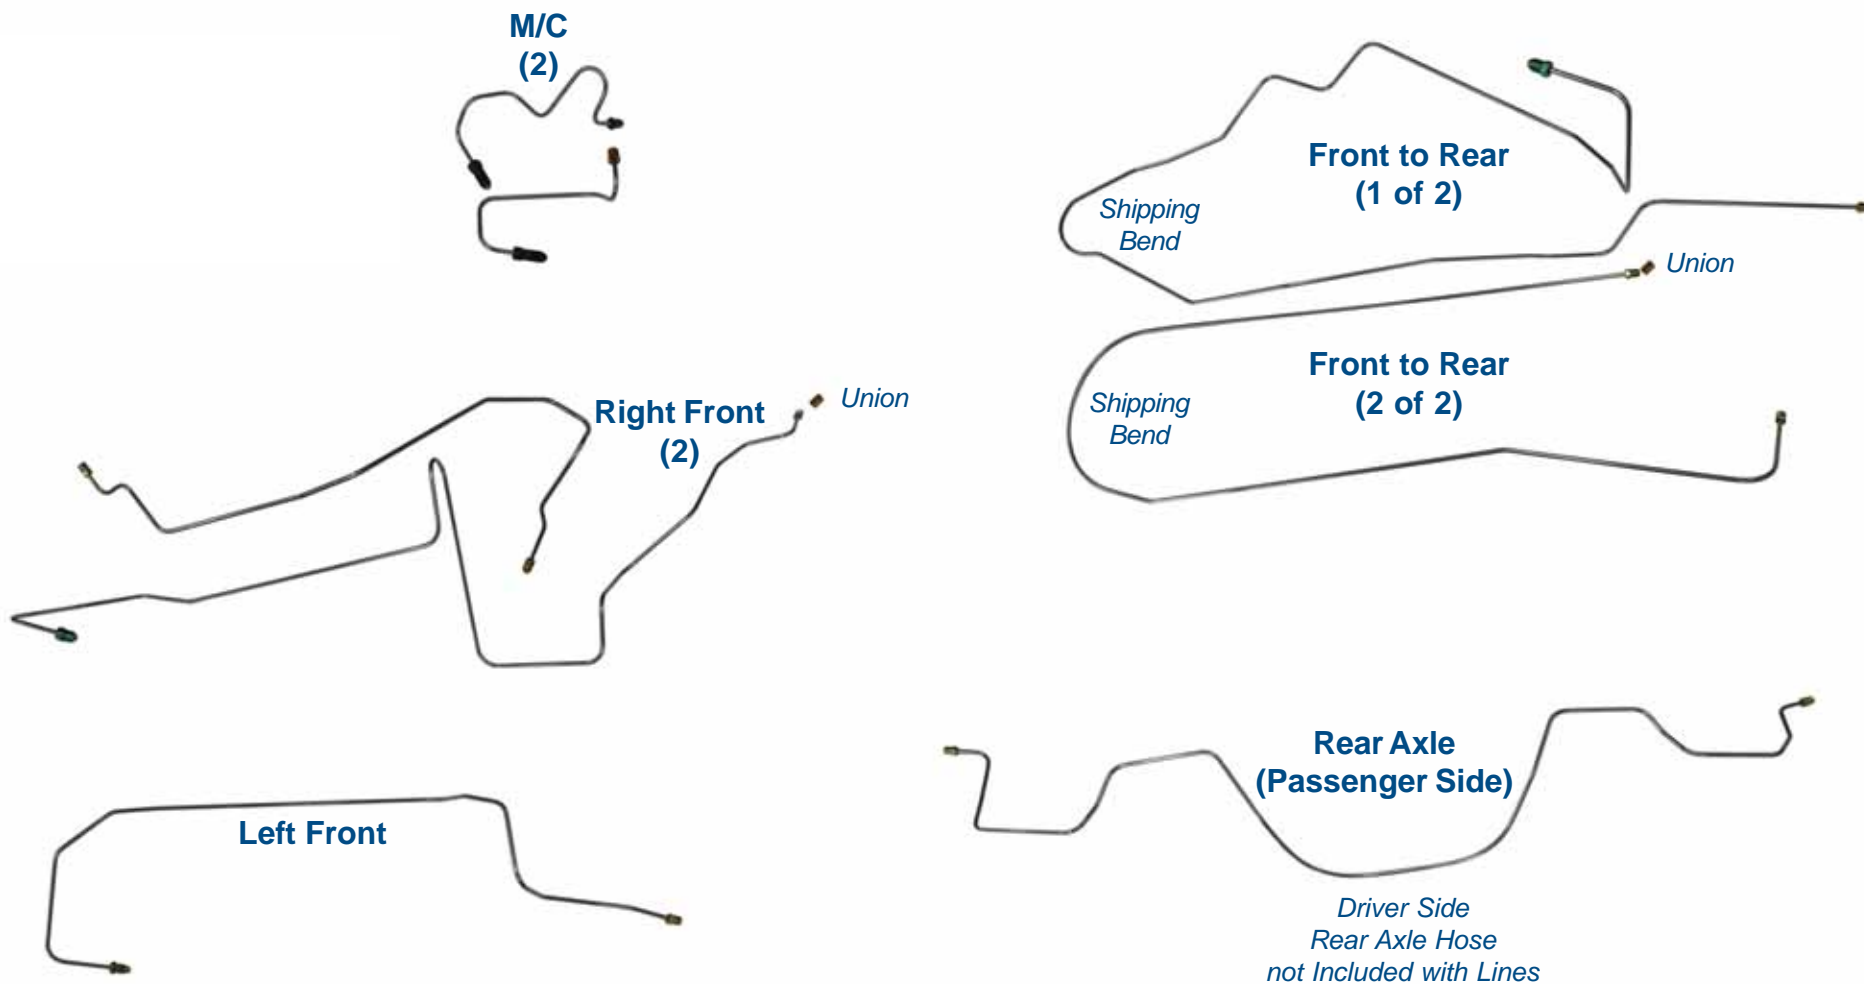 M/C
(2)
Front to Rear
(1 of 2)
Shipping
Bend
Union
Front to Rear
(2 of 2)
Shipping
Bend
Right Front
(2)
Union
Rear Axle
(Passenger Side)
Left Front
Driver Side
Rear Axle Hose
not Included with Lines